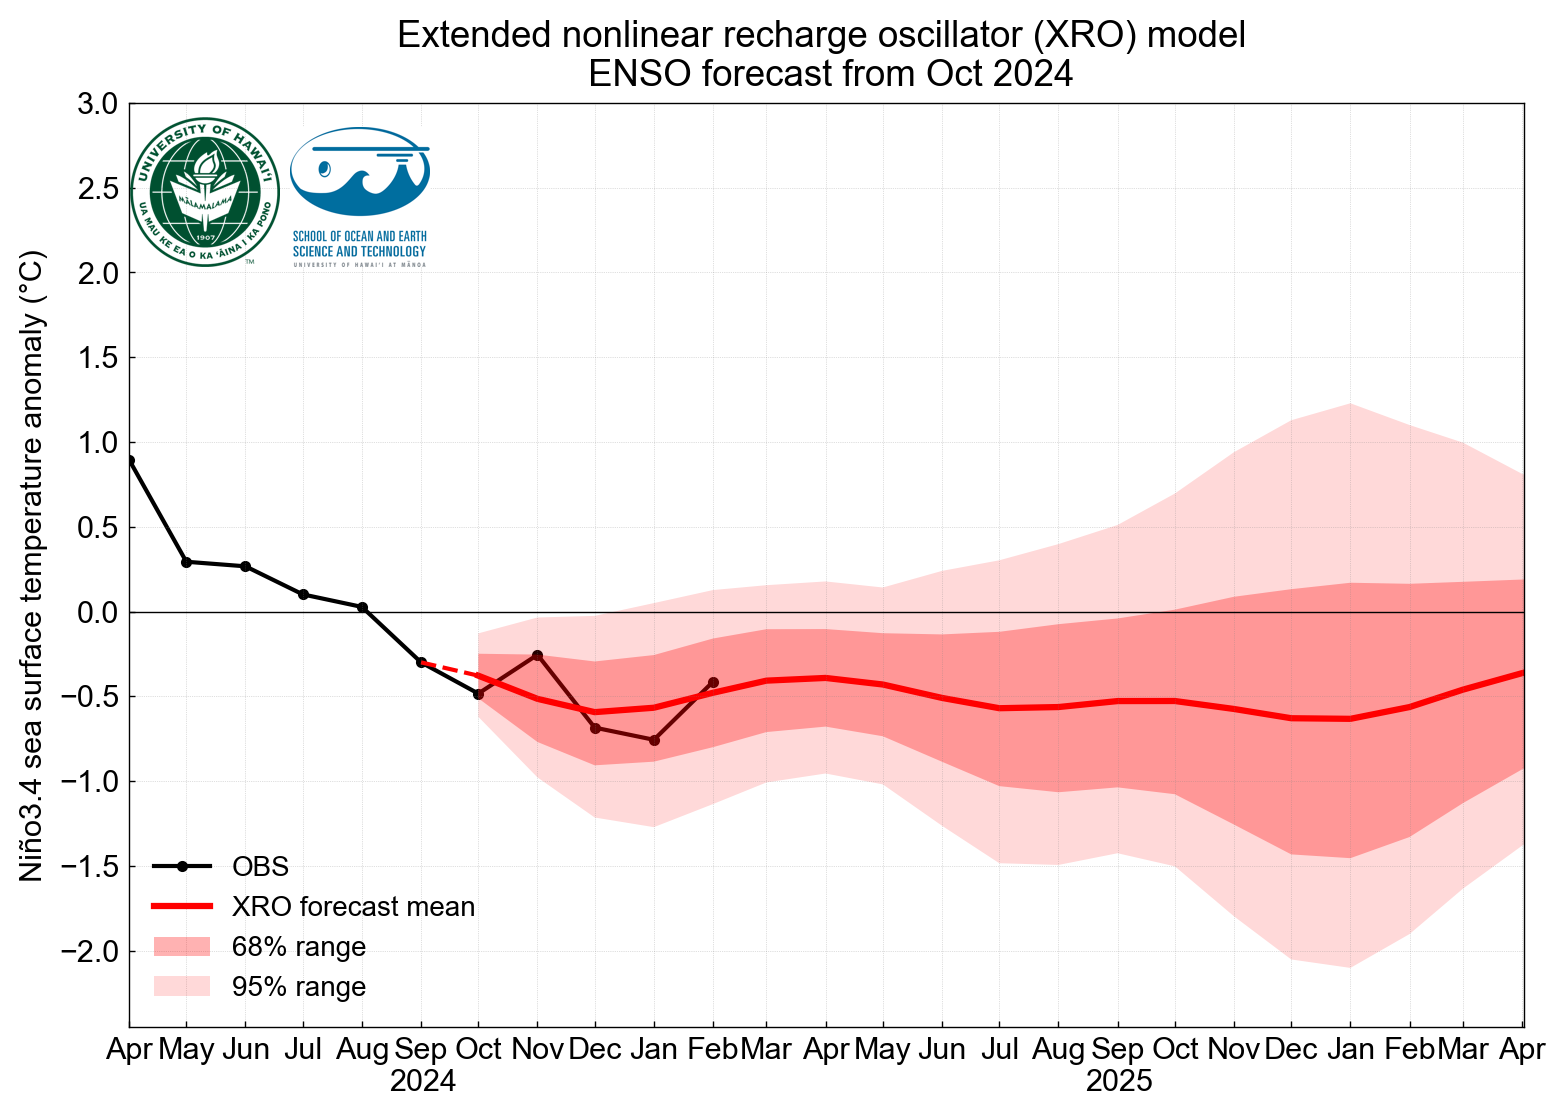 Extended nonlinear recharge oscillator (XRO) model
ENSO forecast from Oct 2024
UNIVERSITY OF HAWAIʻI
MĀLAMALAMA
1907
UA MAU KE EA O KA ʻĀINA I KA PONO
TM
SCHOOL OF OCEAN AND EARTH
SCIENCE AND TECHNOLOGY
UNIVERSITY OF HAWAIʻI AT MĀNOA
Niño3.4 sea surface temperature anomaly (°C)
3.0
2.5
2.0
1.5
1.0
0.5
0.0
−0.5
−1.0
−1.5
−2.0
OBS
XRO forecast mean
68% range
95% range
Apr May Jun Jul Aug Sep Oct Nov Dec Jan Feb Mar Apr May Jun Jul Aug Sep Oct Nov Dec Jan Feb Mar Apr
2024 2025